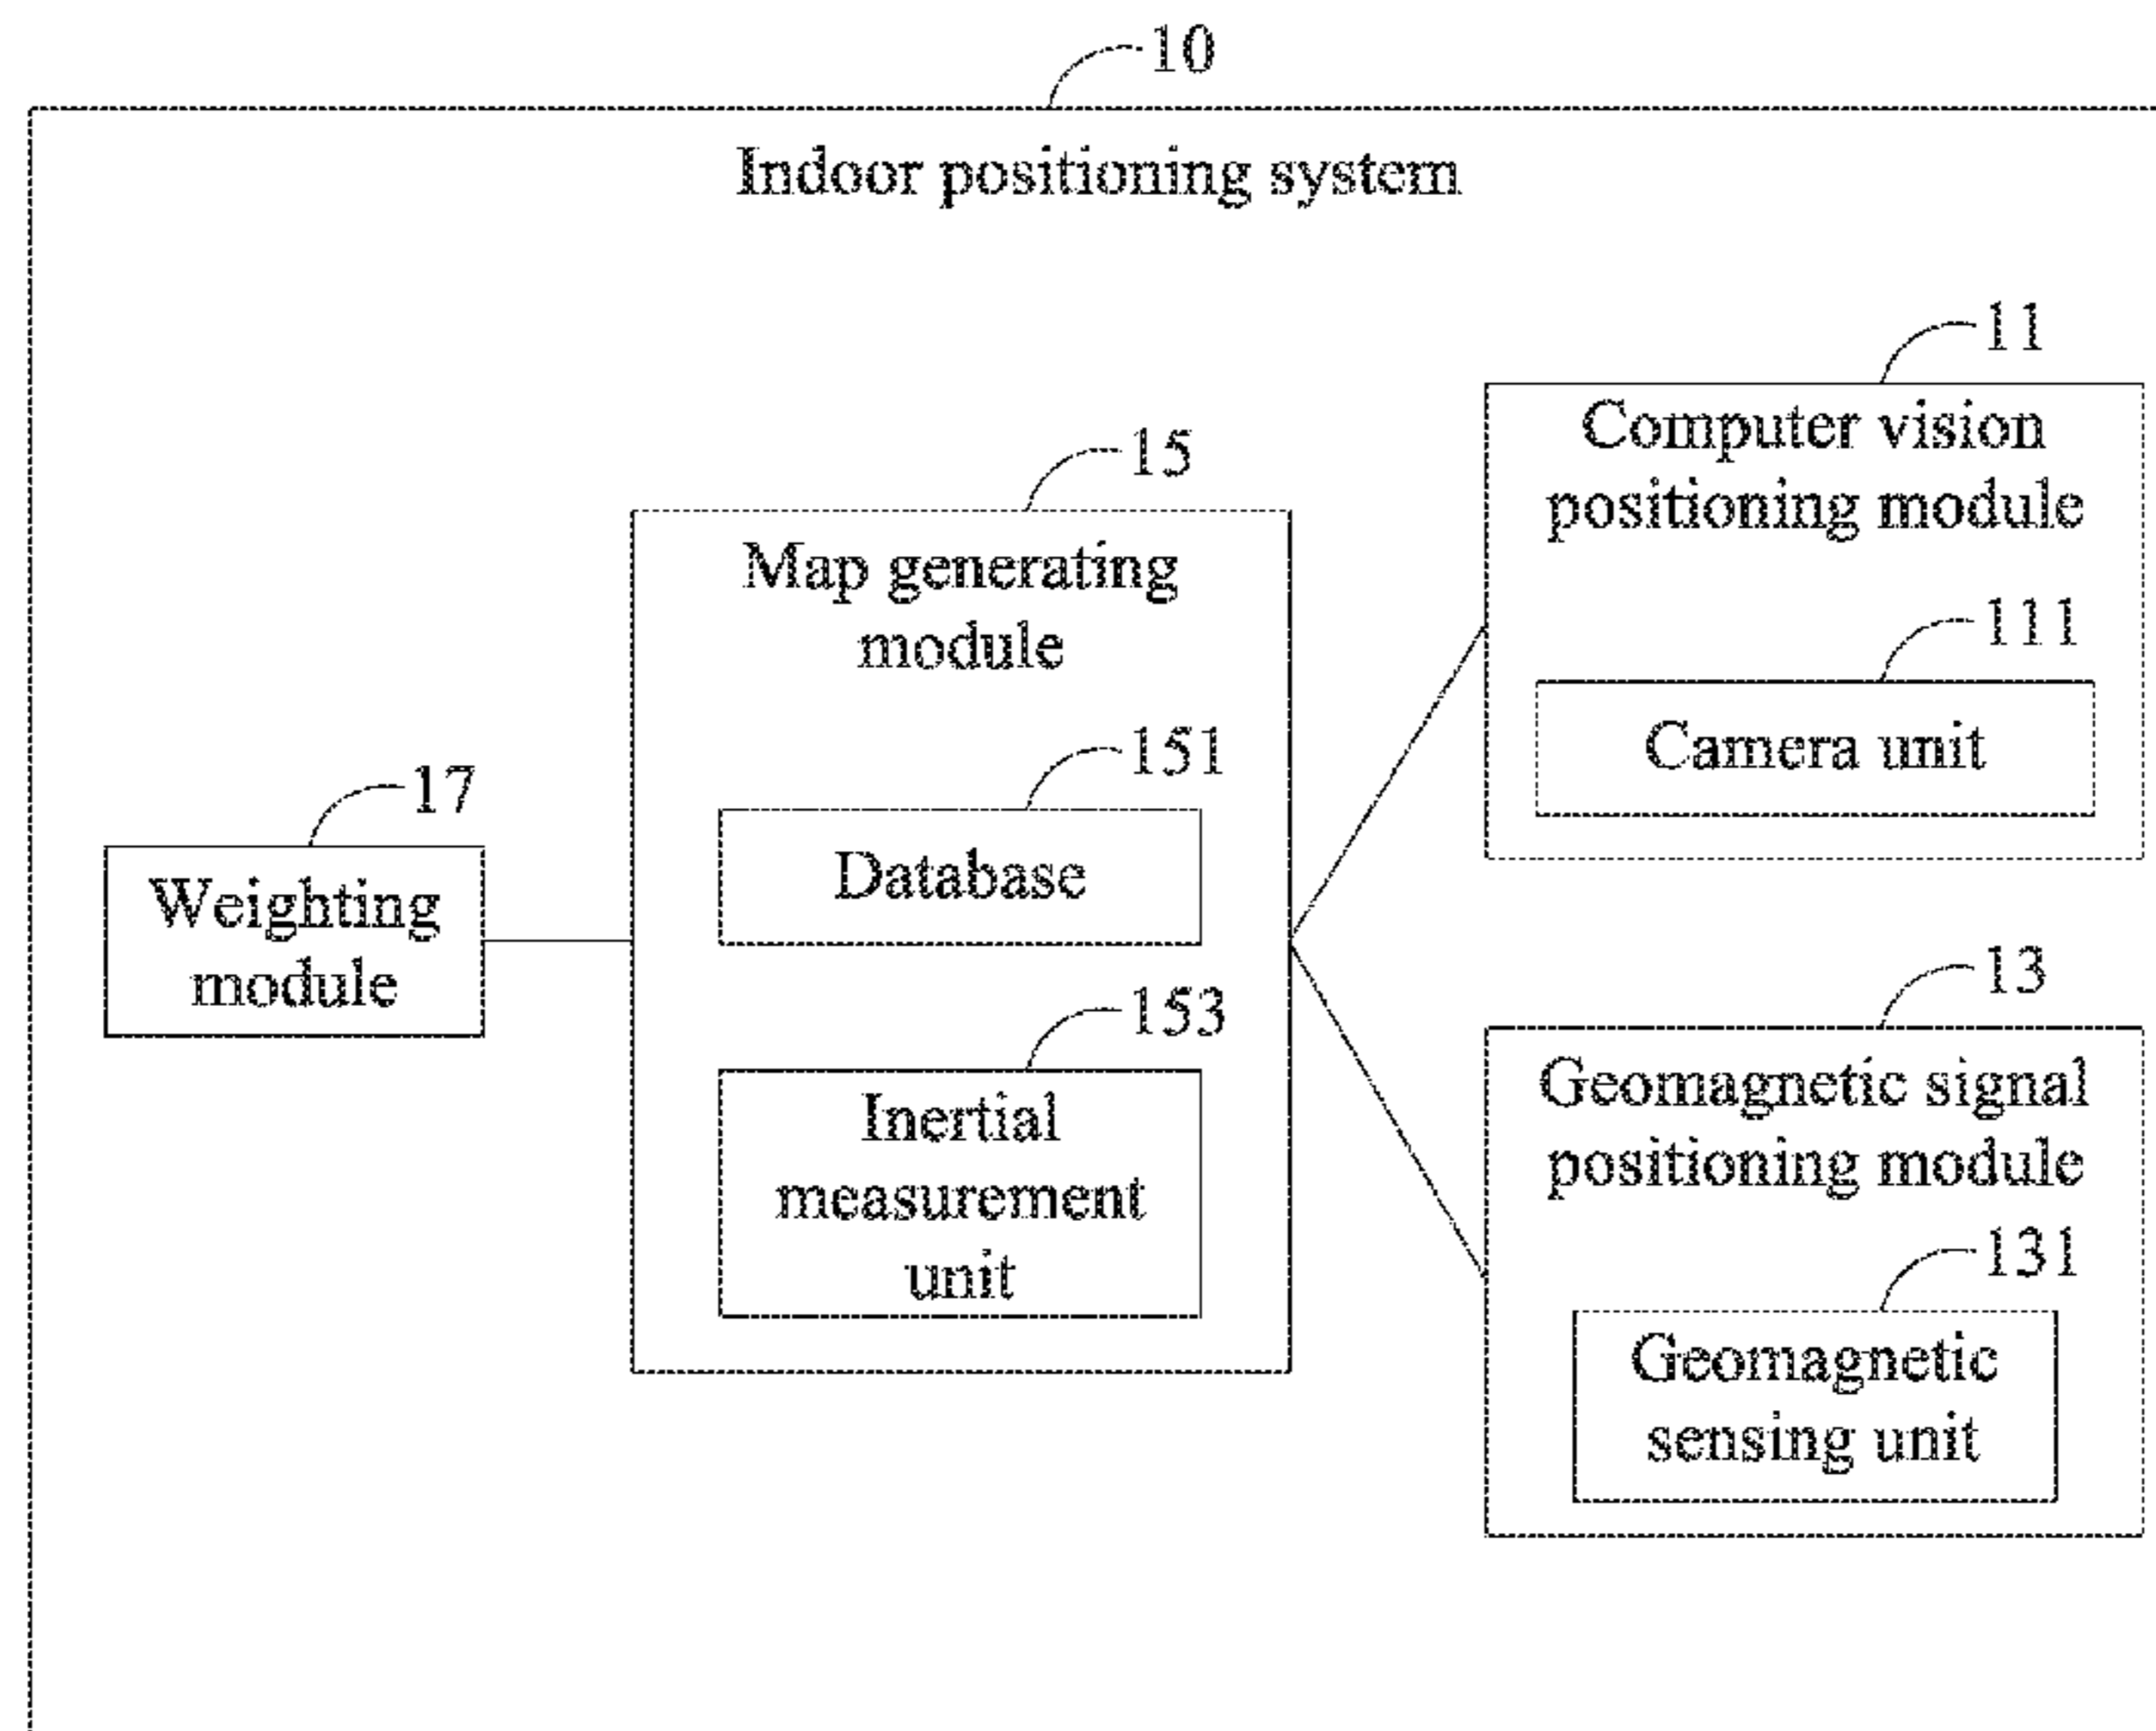 10
Indoor positioning system
11
Computer vision
positioning module
111
Camera unit
15
Map generating
module
151
Database
153
Inertial
measurement
unit
17
Weighting
module
13
Geomagnetic signal
positioning module
131
Geomagnetic
sensing unit